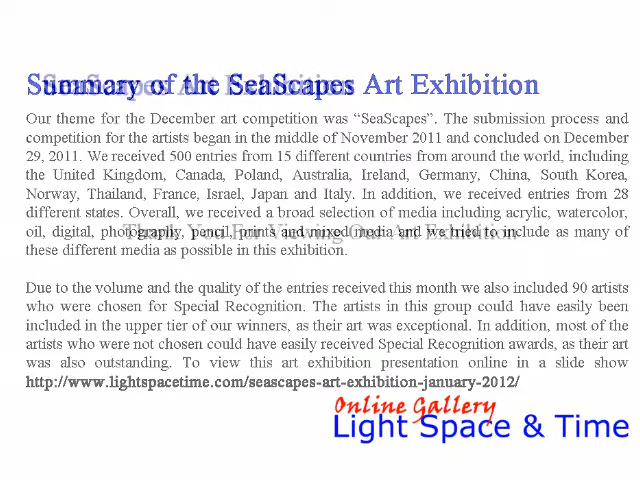 Summary of the SeaScapes Art Exhibition
SeaScapes Art Exhibition
Our theme for the December art competition was “SeaScapes”. The submission process and
competition for the artists began in the middle of November 2011 and concluded on December
29, 2011. We received 500 entries from 15 different countries from around the world, including
the United Kingdom, Canada, Poland, Australia, Ireland, Germany, China, South Korea,
Norway, Thailand, France, Israel, Japan and Italy. In addition, we received entries from 28
different states. Overall, we received a broad selection of media including acrylic, watercolor,
oil, digital, photography, pencil, prints and mixed media and we tried to include as many of
Thank You For Viewing Our Art Exhibition
these different media as possible in this exhibition.
Due to the volume and the quality of the entries received this month we also included 90 artists
who were chosen for Special Recognition. The artists in this group could have easily been
included in the upper tier of our winners, as their art was exceptional. In addition, most of the
artists who were not chosen could have easily received Special Recognition awards, as their art
was also outstanding. To view this art exhibition presentation online in a slide show
http://www.lightspacetime.com/seascapes-art-exhibition-january-2012/
Online Gallery
Light Space & Time